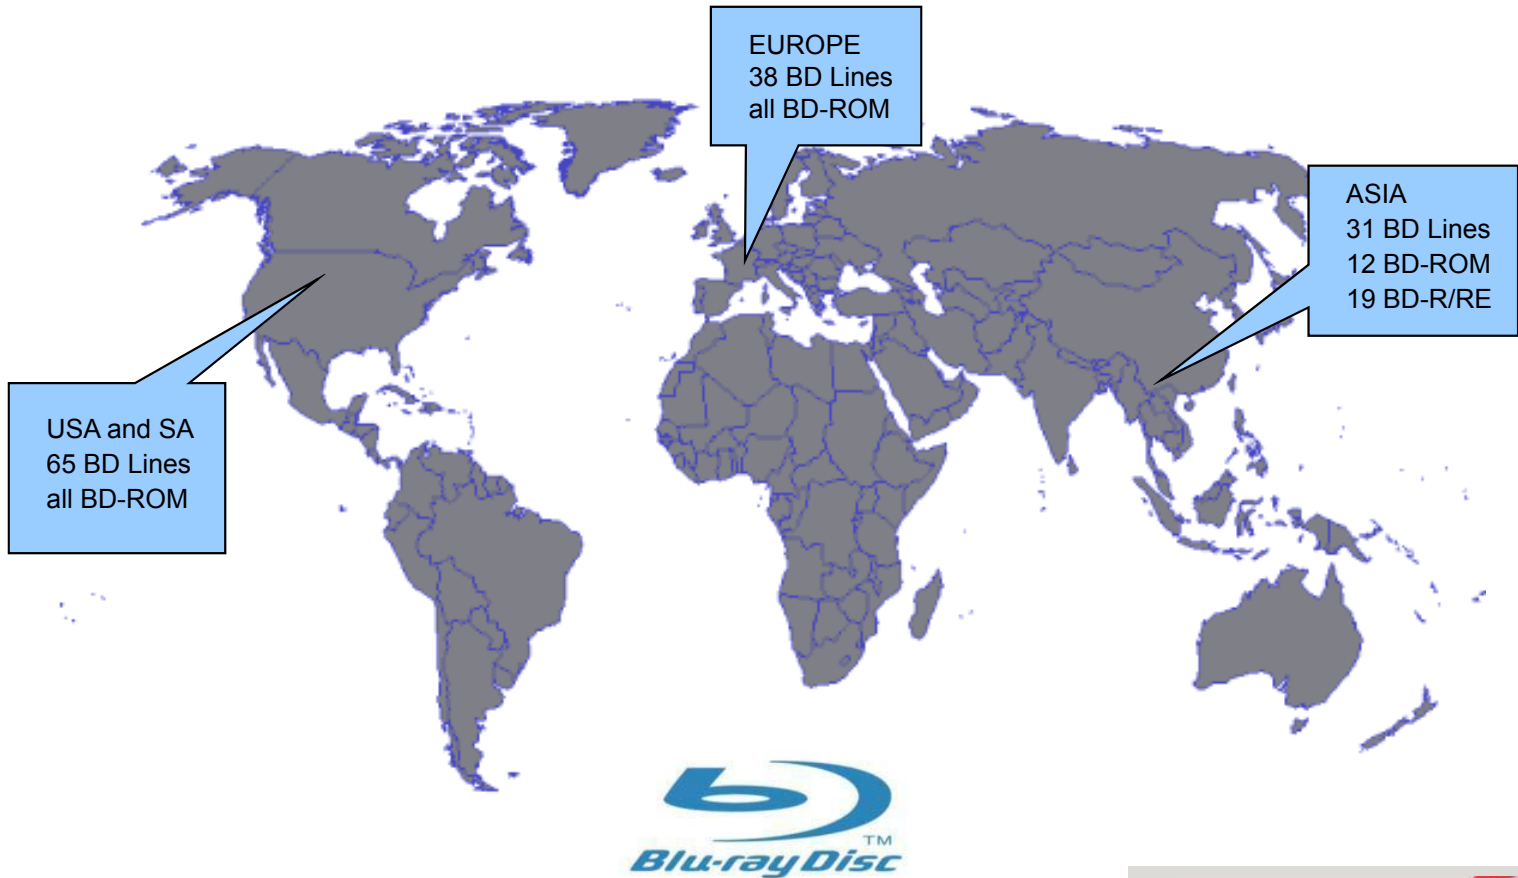 EUROPE
38 BD Lines
all BD-ROM
ASIA
31 BD Lines
12 BD-ROM
19 BD-R/RE
USA and SA
65 BD Lines
all BD-ROM
TM
Blu-ray Disc